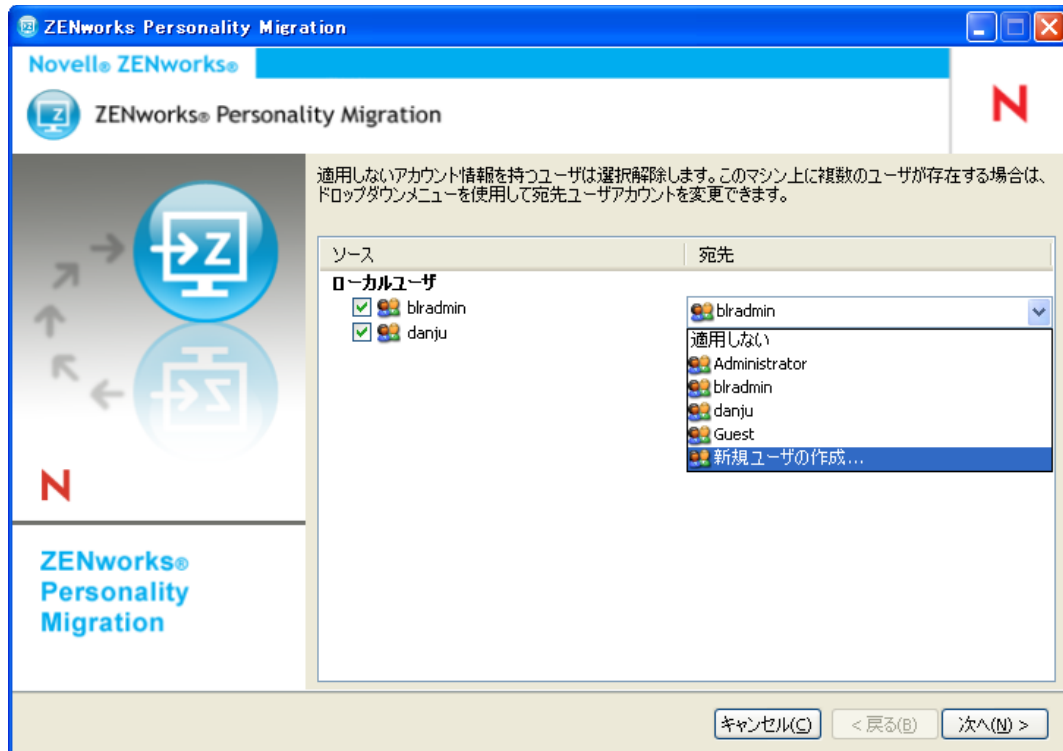 ZENworks Personality Migration
Novell® ZENworks®
ZENworks® Personality Migration
N
適用しないアカウント情報を持つユーザは選択解除します。このマシン上に複数のユーザが存在する場合は、
ドロップダウンメニューを使用して宛先ユーザアカウントを変更できます。
ソース
宛先
ローカルユーザ
blradmin
blradmin
danju
適用しない
Administrator
blradmin
danju
Guest
新規ユーザの作成...
Z
N
ZENworks®
Personality
Migration
キャンセル(C)
< 戻る(B)
次へ(N) >